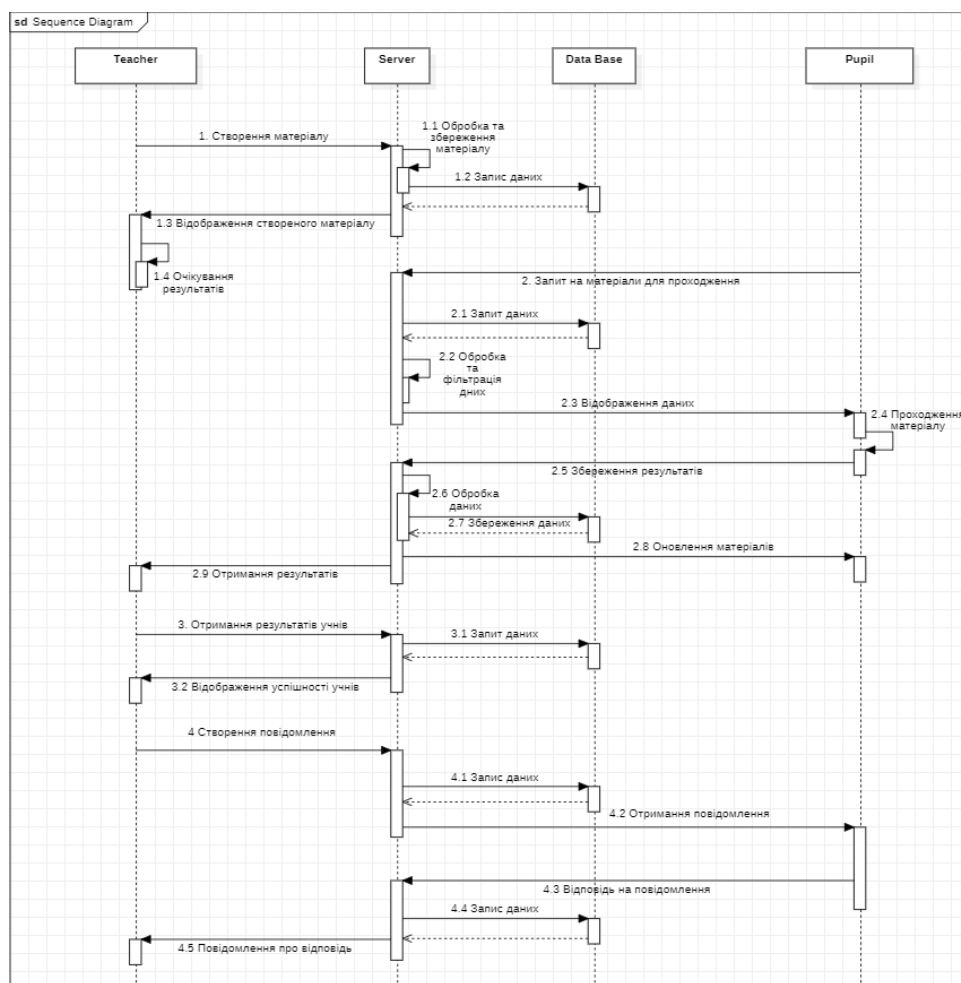 sd Sequence Diagram
Teacher
Server
Data Base
Pupil
1. Створення матеріалу
1.1 Обробка та
збереження
матеріалу
1.2 Запис даних
1.3 Відображення створеного матеріалу
1.4 Очікування
результатів
2. Запит на матеріали для проходження
2.1 Запит даних
2.2 Обробка
та
фільтрація
дних
2.3 Відображення даних
2.4 Проходження
матеріалу
2.5 Збереження результатів
2.6 Обробка
даних
2.7 Збереження даних
2.8 Оновлення матеріалів
2.9 Отримання результатів
3. Отримання результатів учнів
3.1 Запит даних
3.2 Відображення успішності учнів
4 Створення повідомлення
4.1 Запис даних
4.2 Отримання повідомлення
4.3 Відповідь на повідомлення
4.4 Запис даних
4.5 Повідомлення про відповідь